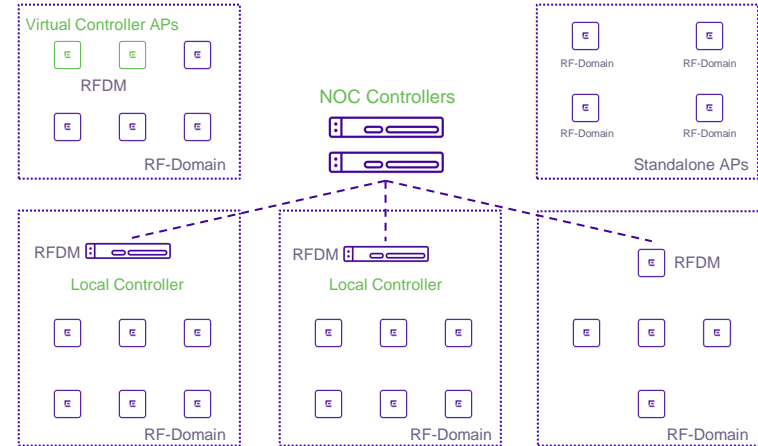 Virtual Controller APs
RFDM
RF-Domain
NOC Controllers
RF-Domain
RF-Domain
RF-Domain
RF-Domain
Standalone APs
RFDM
Local Controller
RF-Domain
RFDM
Local Controller
RF-Domain
RFDM
RF-Domain